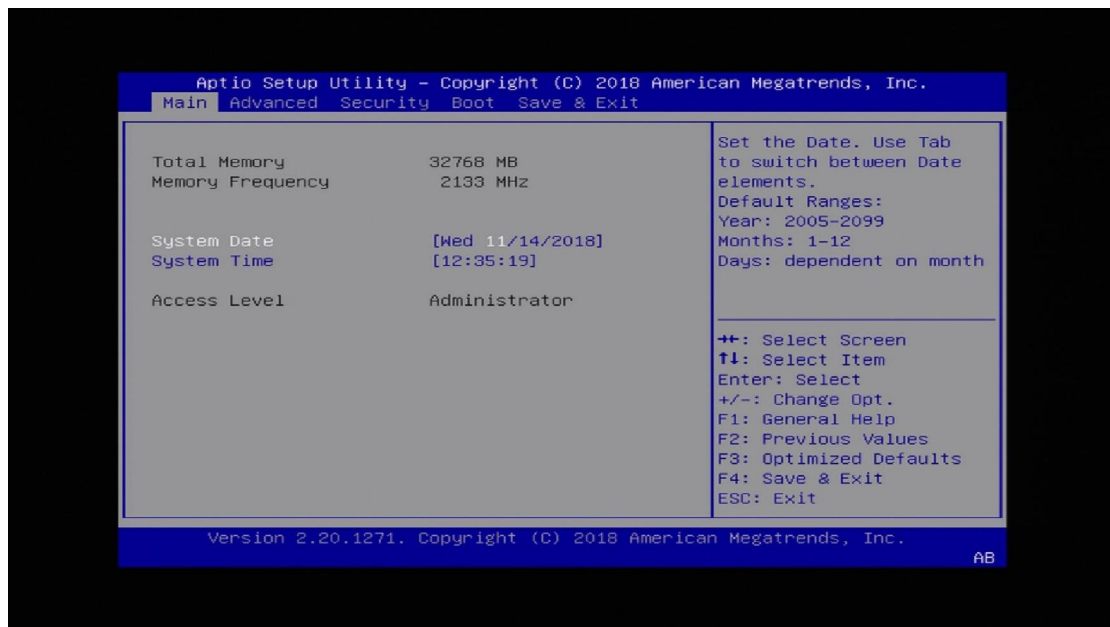 Aptio Setup Utility – Copyright (C) 2018 American Megatrends, Inc.
Main Advanced Security Boot Save & Exit
Total Memory 32768 MB
Memory Frequency 2133 MHz
System Date [Wed 11/14/2018]
System Time [12:35:19]
Access Level Administrator
Set the Date. Use Tab
to switch between Date
elements.
Default Ranges:
Year: 2005-2099
Months: 1-12
Days: dependent on month
→←: Select Screen
↑↓: Select Item
Enter: Select
+/-: Change Opt.
F1: General Help
F2: Previous Values
F3: Optimized Defaults
F4: Save & Exit
ESC: Exit
Version 2.20.1271. Copyright (C) 2018 American Megatrends, Inc.
AB